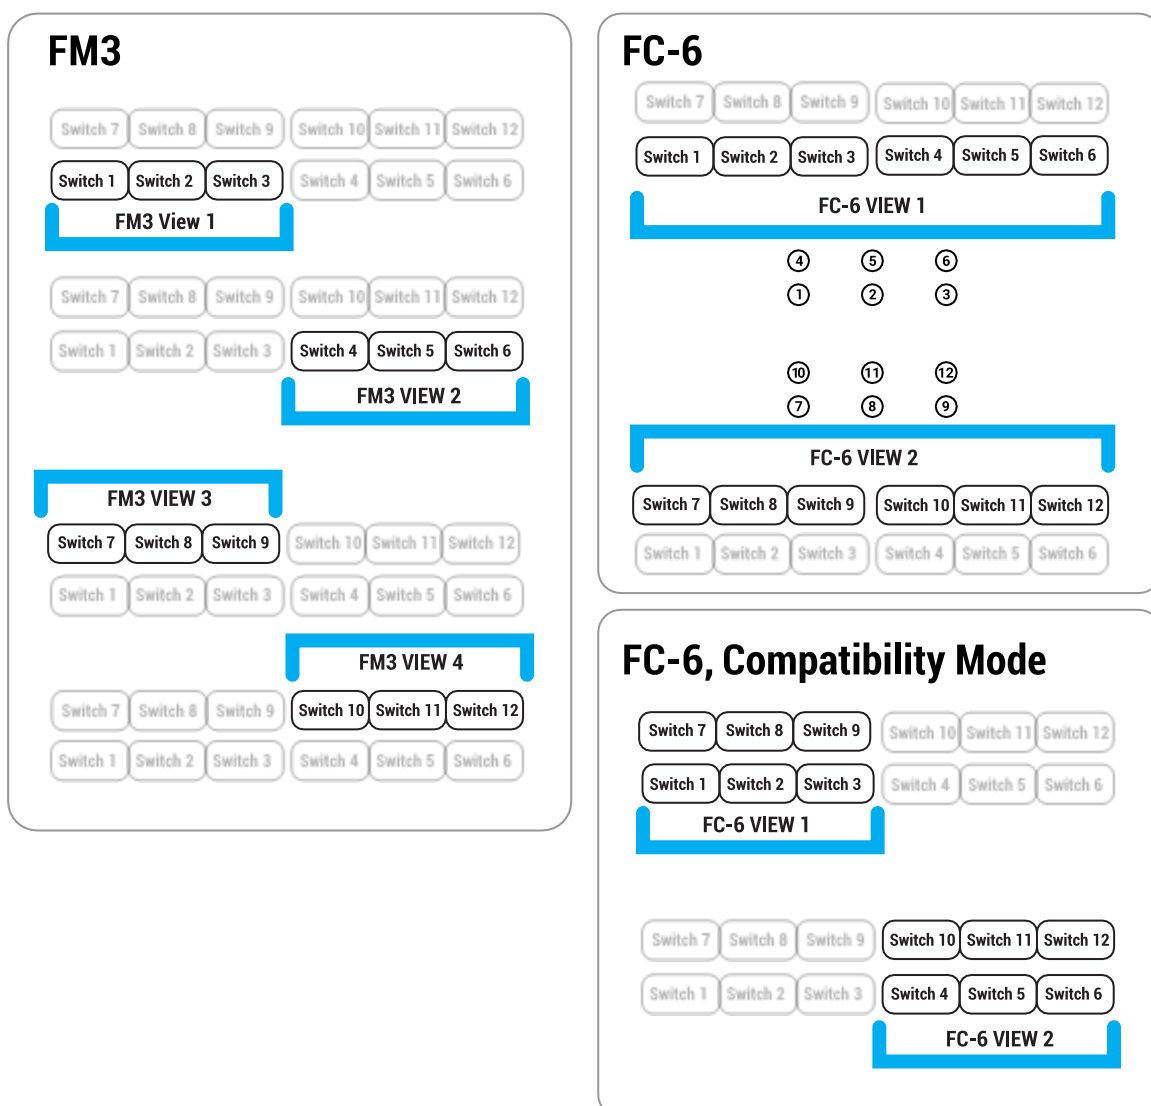 FM3
Switch 7 Switch 8 Switch 9 Switch 10 Switch 11 Switch 12
Switch 1 Switch 2 Switch 3 Switch 4 Switch 5 Switch 6
FM3 View 1
Switch 7 Switch 8 Switch 9 Switch 10 Switch 11 Switch 12
Switch 1 Switch 2 Switch 3 Switch 4 Switch 5 Switch 6
FM3 VIEW 2
FM3 VIEW 3
Switch 7 Switch 8 Switch 9 Switch 10 Switch 11 Switch 12
Switch 1 Switch 2 Switch 3 Switch 4 Switch 5 Switch 6
FM3 VIEW 4
Switch 7 Switch 8 Switch 9 Switch 10 Switch 11 Switch 12
Switch 1 Switch 2 Switch 3 Switch 4 Switch 5 Switch 6
FC-6
Switch 7 Switch 8 Switch 9 Switch 10 Switch 11 Switch 12
Switch 1 Switch 2 Switch 3 Switch 4 Switch 5 Switch 6
FC-6 VIEW 1
4 5 6
1 2 3
10 11 12
7 8 9
FC-6 VIEW 2
Switch 7 Switch 8 Switch 9 Switch 10 Switch 11 Switch 12
Switch 1 Switch 2 Switch 3 Switch 4 Switch 5 Switch 6
FC-6, Compatibility Mode
Switch 7 Switch 8 Switch 9 Switch 10 Switch 11 Switch 12
Switch 1 Switch 2 Switch 3 Switch 4 Switch 5 Switch 6
FC-6 VIEW 1
Switch 7 Switch 8 Switch 9 Switch 10 Switch 11 Switch 12
Switch 1 Switch 2 Switch 3 Switch 4 Switch 5 Switch 6
FC-6 VIEW 2